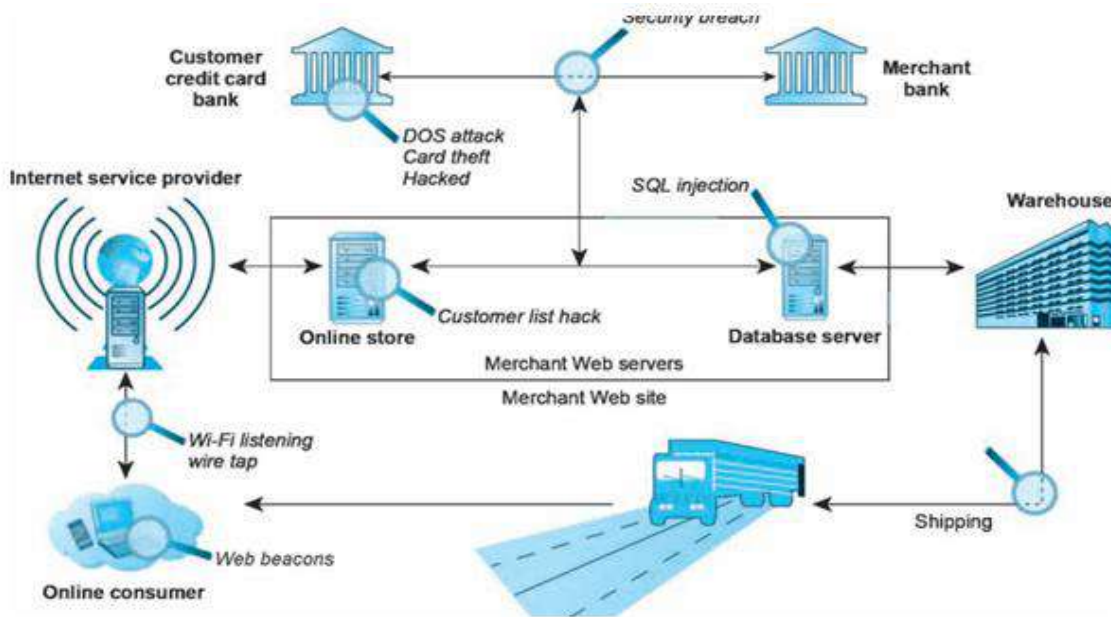 Security breach
Customer
credit card
bank
Merchant
bank
DOS attack
Card theft
Hacked
Internet service provider
SQL injection
Warehouse
Customer list hack
Online store
Database server
Merchant Web servers
Merchant Web site
Wi-Fi listening
wire tap
Shipping
Web beacons
Online consumer